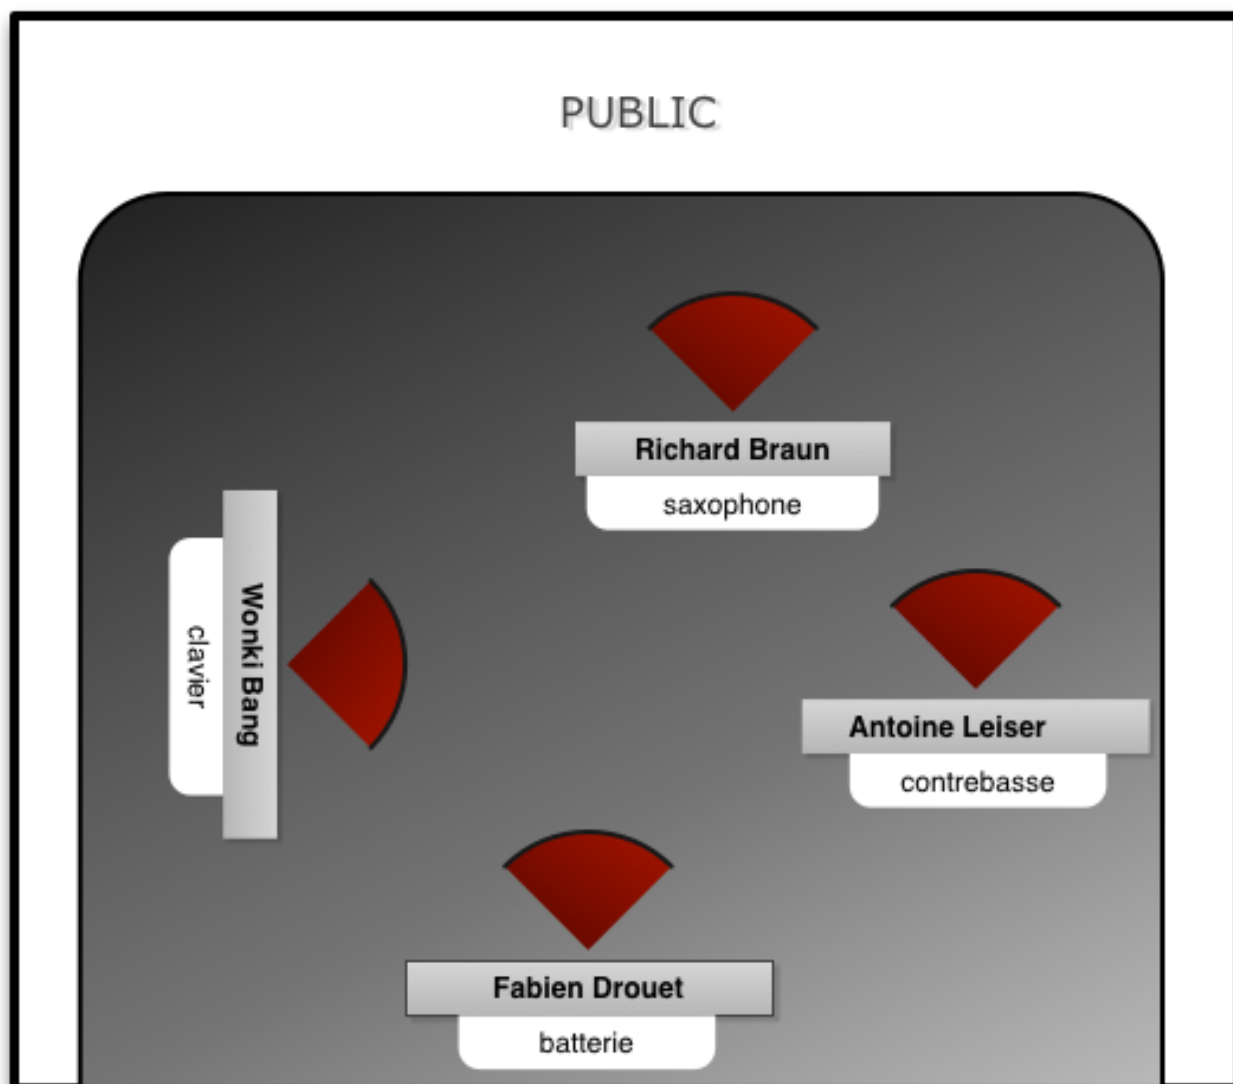 PUBLIC
Richard Braun
saxophone
Wonki Bang
clavier
Antoine Leiser
contrebasse
Fabien Drouet
batterie